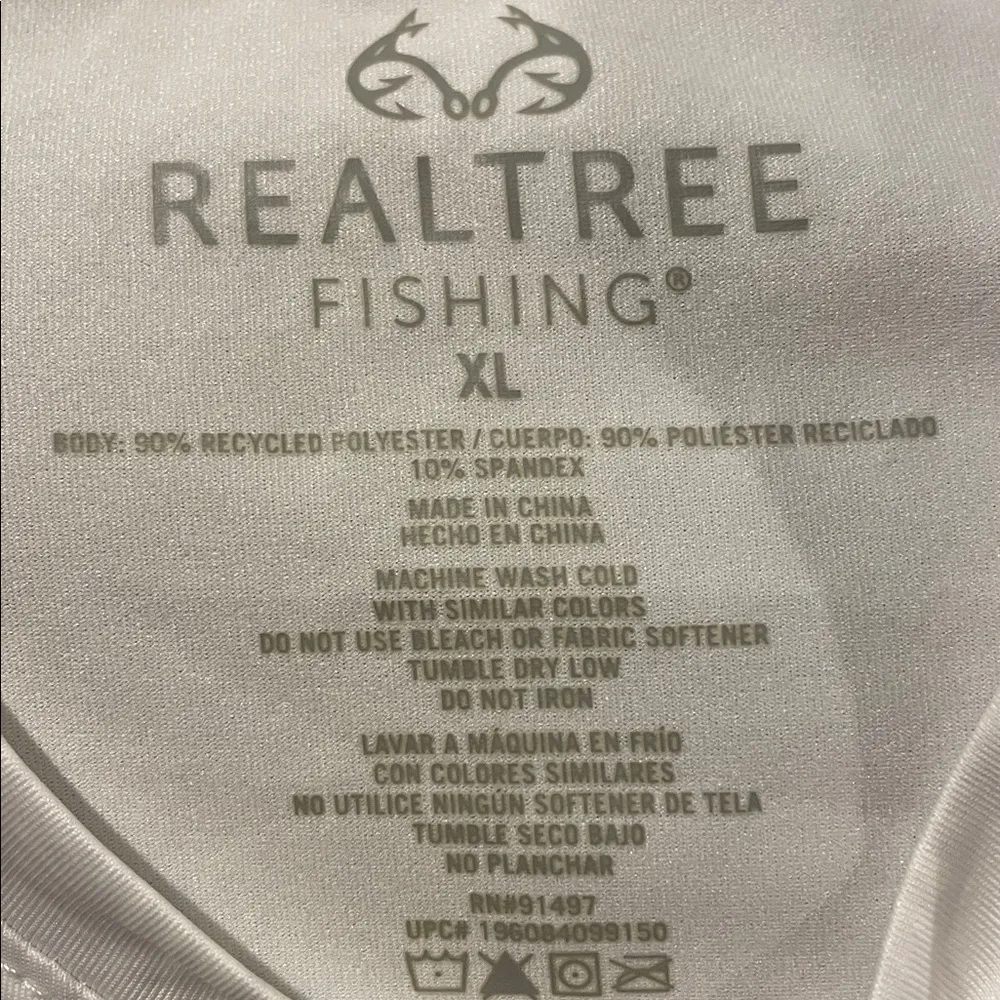 REALTREE
FISHING®
XL
BODY: 90% RECYCLED POLYESTER / CUERPO: 90% POLIÉSTER RECICLADO
10% SPANDEX
MADE IN CHINA
HECHO EN CHINA
MACHINE WASH COLD
WITH SIMILAR COLORS
DO NOT USE BLEACH OR FABRIC SOFTENER
TUMBLE DRY LOW
DO NOT IRON
LAVAR A MÁQUINA EN FRÍO
CON COLORES SIMILARES
NO UTILICE NINGÚN SOFTENER DE TELA
TUMBLE SECO BAJO
NO PLANCHAR
RN#91497
UPC# 196084099150